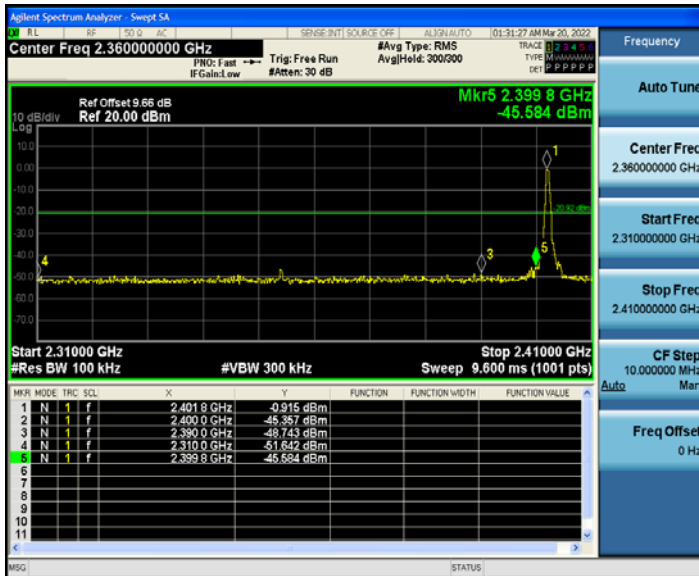 Agilent Spectrum Analyzer - Swept SA
RL RF 50 Ω AC SENSE:INT SOURCE OFF ALIGN AUTO 01:31:27 AM Mar 20, 2022
Center Freq 2.360000000 GHz
PNO: Fast
IFGain:Low
Trig: Free Run
#Atten: 30 dB
#Avg Type: RMS
Avg|Hold: 300/300
TRACE 1 2 3 4 5 6
TYPE M
DET P P P P P P
Ref Offset 9.66 dB
10 dB/div Ref 20.00 dBm
Log
Mkr5 2.399 8 GHz
-45.584 dBm
10.0
0.00
-10.0
-20.0
-30.0
-40.0
-50.0
-60.0
-70.0
-20.92 dBm
1
3
4
5
Start 2.31000 GHz Stop 2.41000 GHz
#Res BW 100 kHz #VBW 300 kHz Sweep 9.600 ms (1001 pts)
MKR MODE TRC SCL X Y FUNCTION FUNCTION WIDTH FUNCTION VALUE
1 N 1 f 2.401 8 GHz -0.915 dBm
2 N 1 f 2.400 0 GHz -45.357 dBm
3 N 1 f 2.390 0 GHz -48.743 dBm
4 N 1 f 2.310 0 GHz -51.642 dBm
5 N 1 f 2.399 8 GHz -45.584 dBm
6
7
8
9
10
11
MSG STATUS
Frequency
Auto Tune
Center Freq
2.360000000 GHz
Start Freq
2.310000000 GHz
Stop Freq
2.410000000 GHz
CF Step
10.000000 MHz
Auto Man
Freq Offset
0 Hz